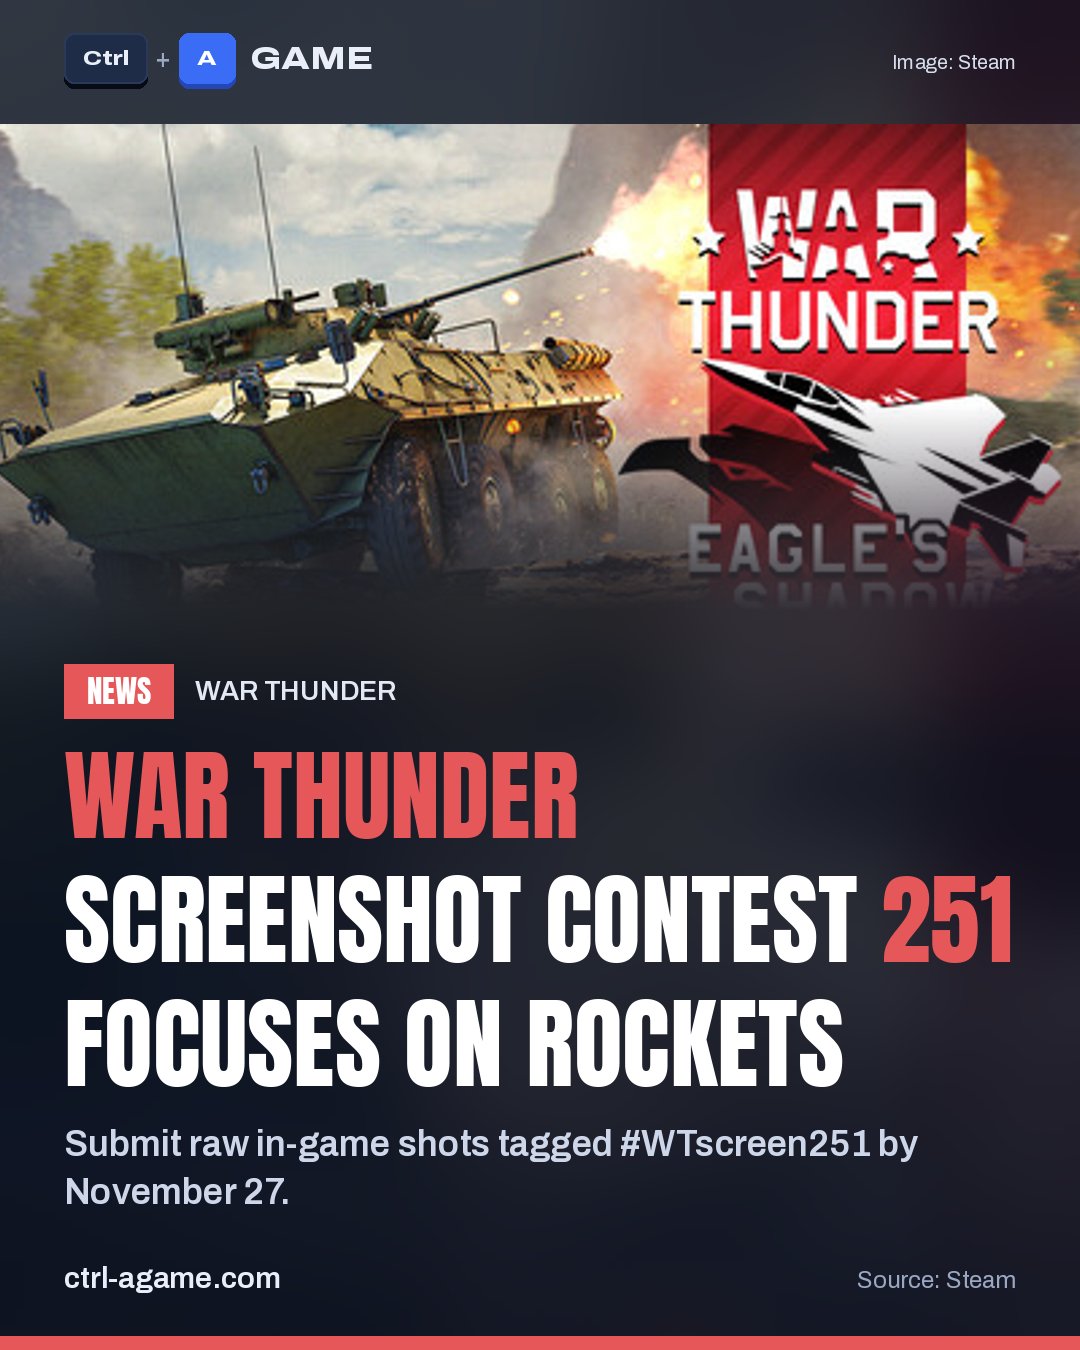 Ctrl + A GAME
Image: Steam
WAR
THUNDER
EAGLE'S
SHADOW
NEWS WAR THUNDER
WAR THUNDER
SCREENSHOT CONTEST 251
FOCUSES ON ROCKETS
Submit raw in-game shots tagged #WTscreen251 by
November 27.
ctrl-agame.com
Source: Steam